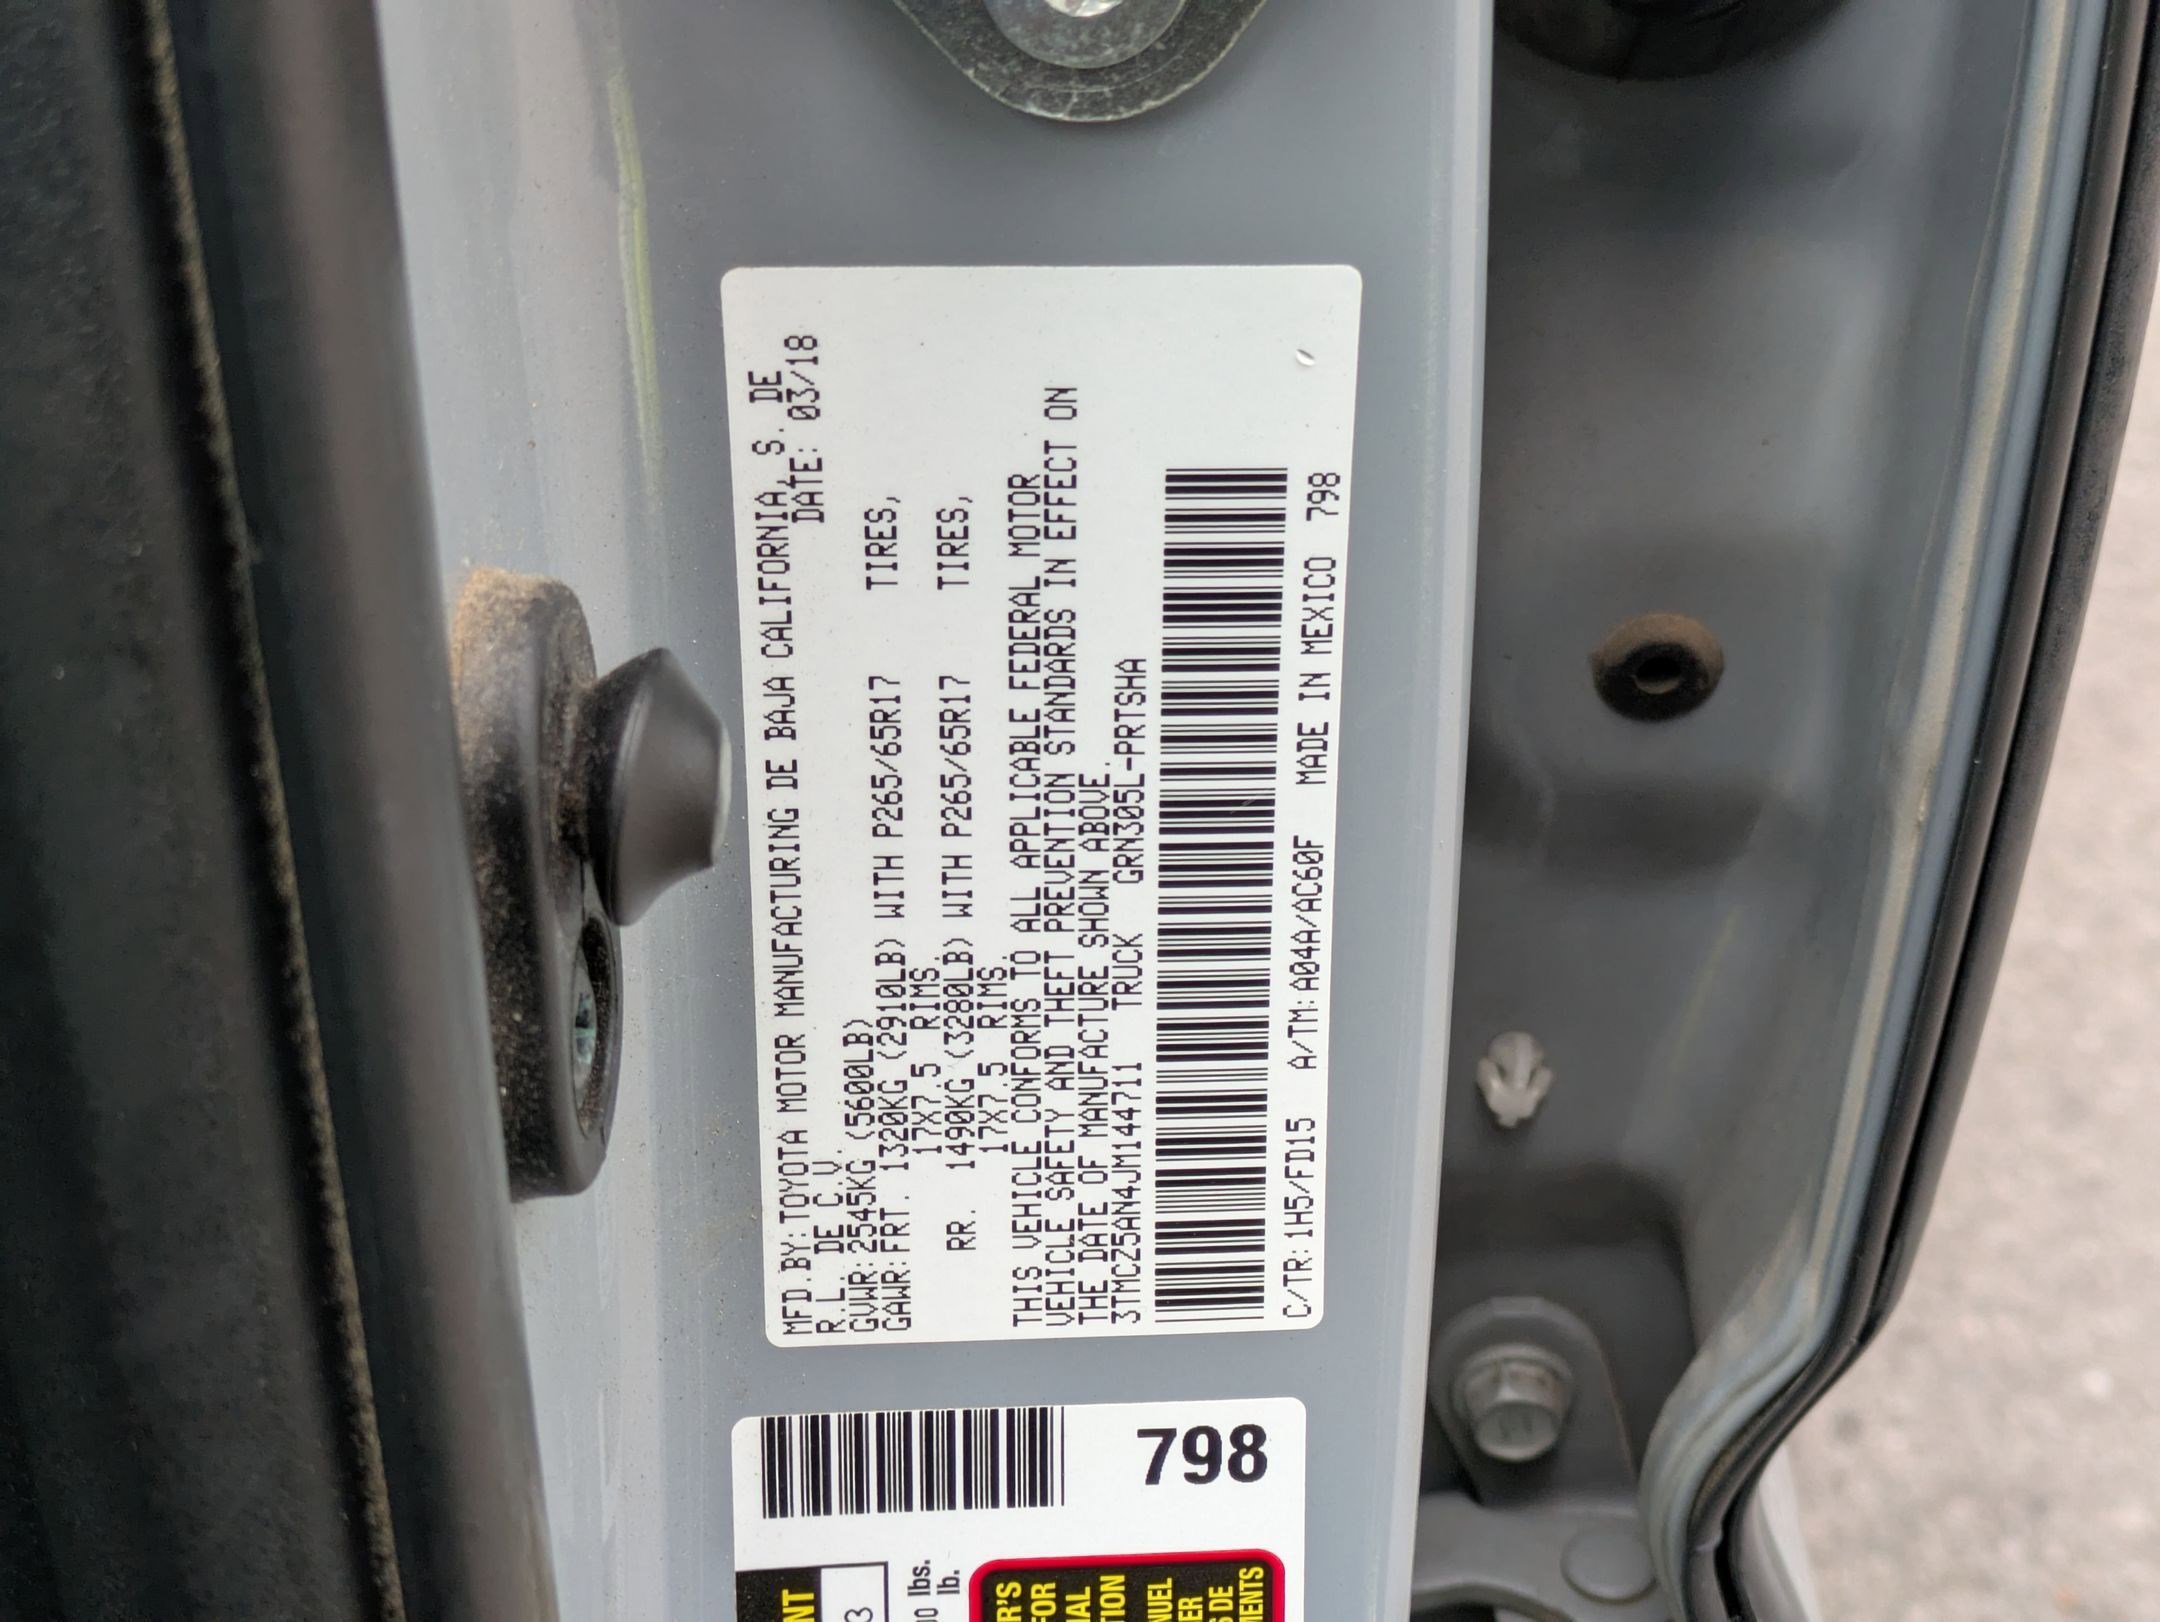 MFD.BY:TOYOTA MOTOR MANUFACTURING DE BAJA CALIFORNIA, S. DE
R.L. DE C.V. DATE: 03/18
GVWR:2545KG (5600LB)
GAWR:FRT. 1320KG (2910LB) WITH P265/65R17 TIRES,
17X7.5 RIMS.
RR. 1490KG (3280LB) WITH P265/65R17 TIRES,
17X7.5 RIMS.
THIS VEHICLE CONFORMS TO ALL APPLICABLE FEDERAL MOTOR
VEHICLE SAFETY AND THEFT PREVENTION STANDARDS IN EFFECT ON
THE DATE OF MANUFACTURE SHOWN ABOVE.
3TMCZ5AN4JM144711 TRUCK GRN305L-PRTSHA
C/TR:1H5/FD15 A/TM:A04A/AC60F MADE IN MEXICO 798
798
lbs.
lb.